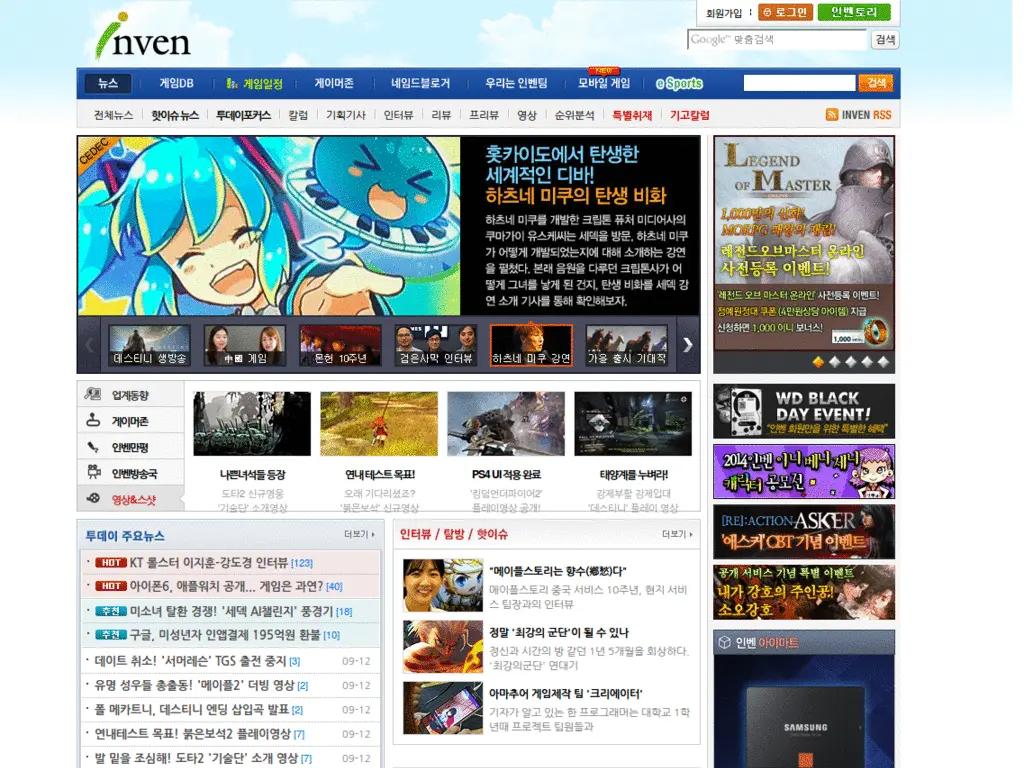 inven
회원가입
로그인
인벤토리
Google™ 맞춤검색
검색
뉴스
게임DB
게임일정
게이머존
네임드블로거
우리는 인벤팀
NEW
모바일 게임
e Sports
검색
전체뉴스
핫이슈뉴스
투데이포커스
칼럼
기획기사
인터뷰
리뷰
프리뷰
영상
순위분석
특별취재
기고칼럼
INVEN RSS
CEDEC
홋카이도에서 탄생한
세계적인 디바!
하츠네 미쿠의 탄생 비화
하츠네 미쿠를 개발한 크립톤 퓨처 미디어사의
쿠마가이 유스케씨는 세덱을 방문, 하츠네 미쿠
가 어떻게 개발되었는지에 대해 소개하는 강연
을 펼쳤다. 본래 음원을 다루던 크립톤사가 어
떻게 그녀를 낳게 된 건지, 탄생 비화를 세덱 강
연 소개 기사를 통해 확인해보자.
데스티니 생방송
中國 게임
몬헌 10주년
검은사막 인터뷰
하츠네 미쿠 강연
가을 출시 기대작
LEGEND
OF MASTER
1,000만의 신화!
MORPG 패왕의 재림!
레전드오브마스터 온라인
사전등록 이벤트!
'레전드 오브 마스터 온라인' 사전등록 이벤트!
정예원정대 쿠폰 (4만원상당 아이템) 지급
신청하면 1,000 이니 보너스!
1,000
업계동향
게이머존
인벤만평
인벤방송국
영상&스샷
나쁜녀석들 등장
도타2 신규영웅
'기술단' 소개영상
연내 테스트 목표!
오래 기다리셨죠?
'붉은보석' 신규영상
PS4 UI 적용 완료
'킹덤언더파이어2'
플레이영상 공개!
태양계를 누벼라!
강제부활 강제입대
'데스티니' 플레이 영상
WD BLACK
DAY EVENT!
"인벤 회원만을 위한 특별한 혜택"
2014 인벤 이니 베니 제니
캐릭터 공모전
[RE]:ACTION ASKER
'애스커' CBT 기념 이벤트
공개 서비스 기념 특별 이벤트
내가 강호의 주인공!
소오강호
인벤 아이마트
SAMSUNG
투데이 주요뉴스
더보기
HOT KT 롤스터 이지훈-강도경 인터뷰 [123]
HOT 아이폰6, 애플워치 공개... 게임은 과연? [40]
추천 미소녀 탈환 경쟁! '세덱 AI챌린지' 풍경기 [18]
추천 구글, 미성년자 인앱결제 195억원 환불 [10]
데이트 취소! '서머레슨' TGS 출전 중지 [3] 09-12
유명 성우들 총출동! '메이플2' 더빙 영상 [2] 09-12
폴 메카트니, 데스티니 엔딩 삽입곡 발표 [2] 09-12
연내테스트 목표! 붉은보석2 플레이영상 [7] 09-12
발 밑을 조심해! 도타2 '기술단' 소개 영상 [7] 09-12
인터뷰 / 탐방 / 핫이슈
더보기
"메이플스토리는 향수(鄕愁)다"
메이플스토리 중국 서비스 10주년, 현지 서비
스 팀장과의 인터뷰
정말 '최강의 군단'이 될 수 있나
정신과 시간의 방 같던 1년 5개월을 회상하다.
'최강의군단' 연대기
아마추어 게임제작 팀 '크리에이터'
기자가 알고 있는 한 프로그래머는 대학교 1학
년때 프로젝트 팀원들과